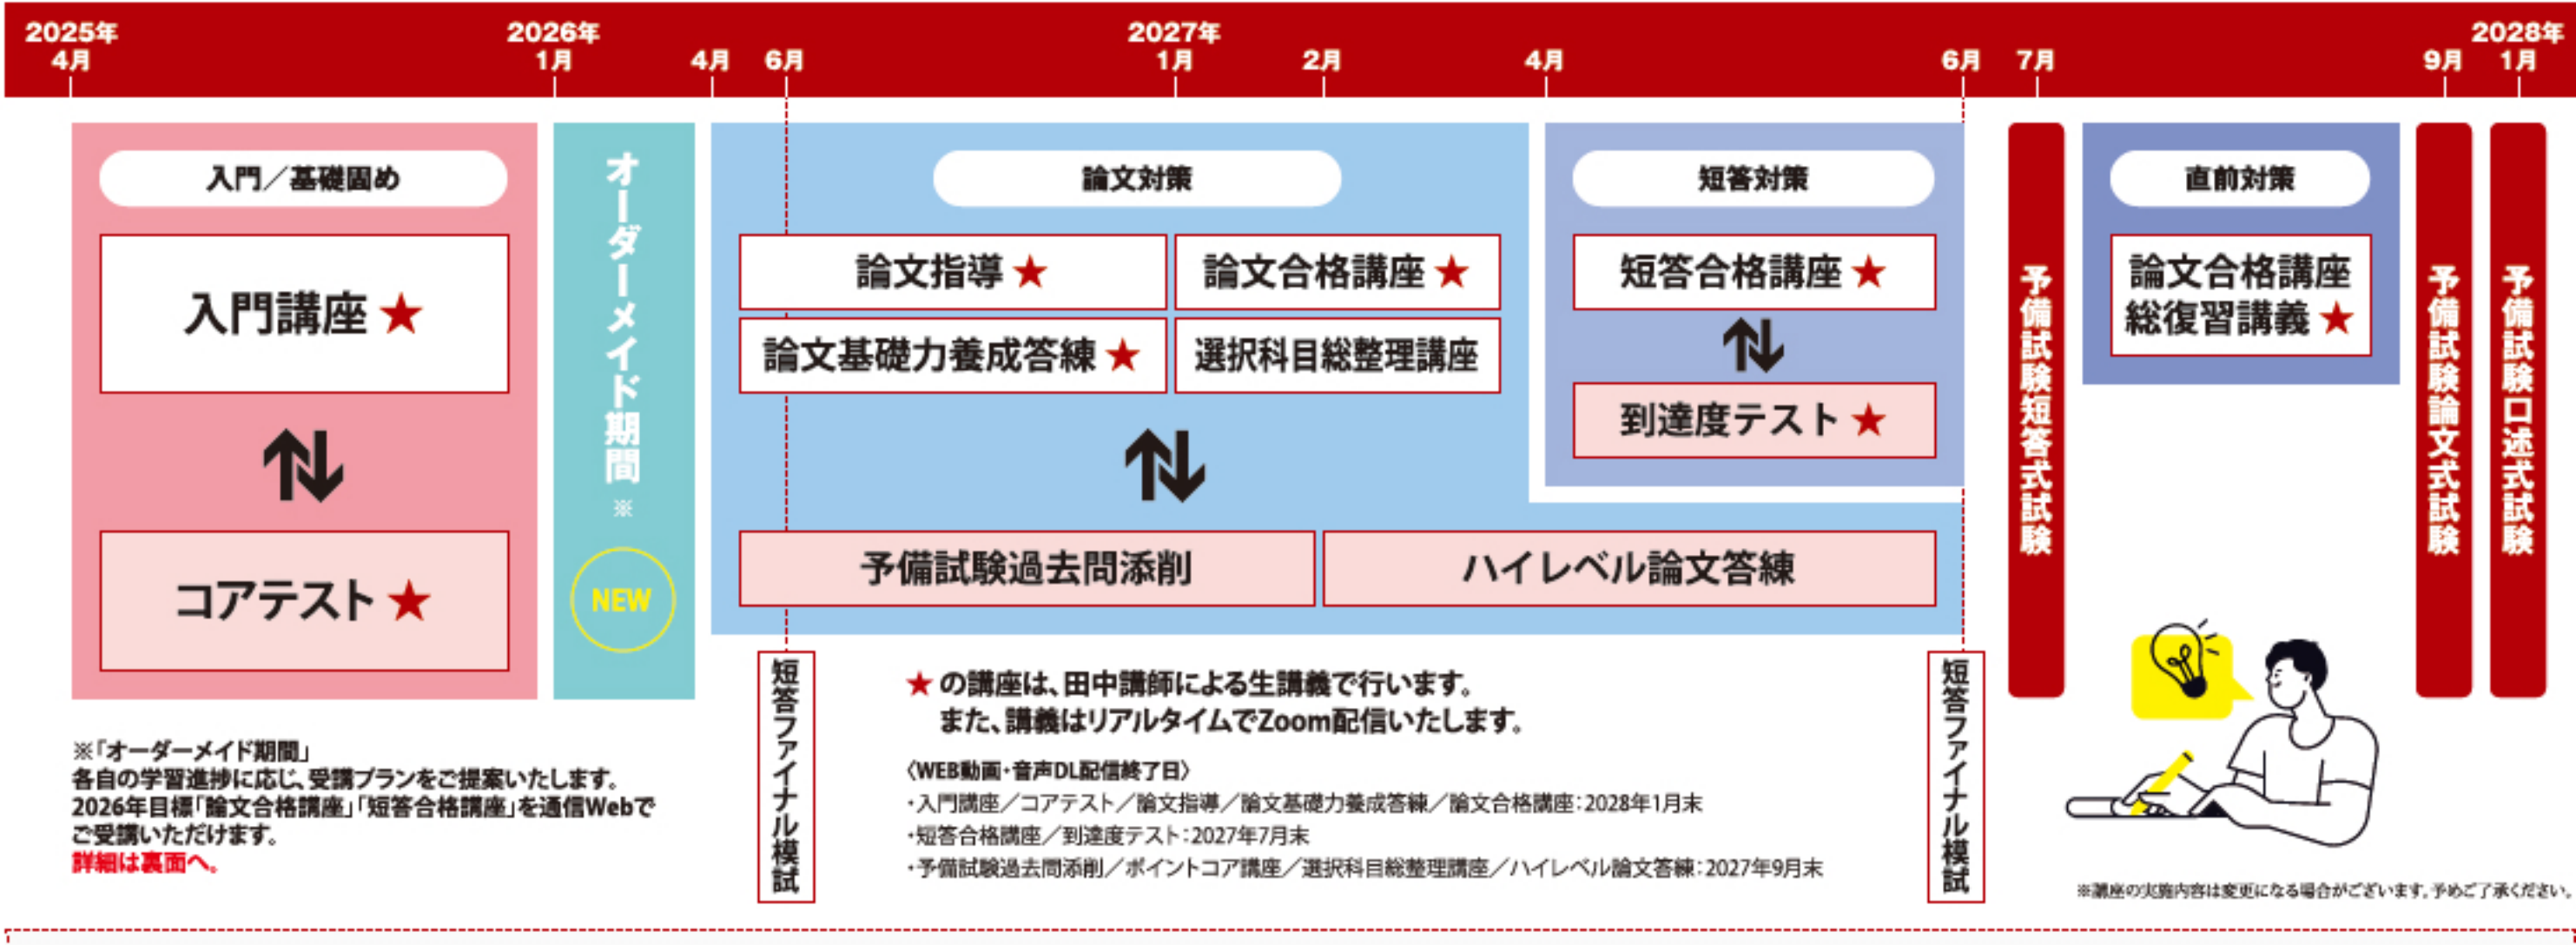 2025年
4月
2026年
1月
4月
6月
2027年
1月
2月
4月
6月
7月
9月
2028年
1月
入門／基礎固め
入門講座 ★
コアテスト ★
オーダーメイド期間
※
NEW
論文対策
論文指導 ★
論文合格講座 ★
論文基礎力養成答練 ★
選択科目総整理講座
予備試験過去問添削
ハイレベル論文答練
短答対策
短答合格講座 ★
到達度テスト ★
予備試験短答式試験
直前対策
論文合格講座
総復習講義 ★
予備試験論文式試験
予備試験口述式試験
短答ファイナル模試
短答ファイナル模試
※「オーダーメイド期間」
各自の学習進捗に応じ、受講プランをご提案いたします。
2026年目標「論文合格講座」「短答合格講座」を通信Webで
ご受講いただけます。
詳細は裏面へ。
★ の講座は、田中講師による生講義で行います。
また、講義はリアルタイムでZoom配信いたします。
〈WEB動画・音声DL配信終了日〉
・入門講座／コアテスト／論文指導／論文基礎力養成答練／論文合格講座：2028年1月末
・短答合格講座／到達度テスト：2027年7月末
・予備試験過去問添削／ポイントコア講座／選択科目総整理講座／ハイレベル論文答練：2027年9月末
※講座の実施内容は変更になる場合がございます。予めご了承ください。